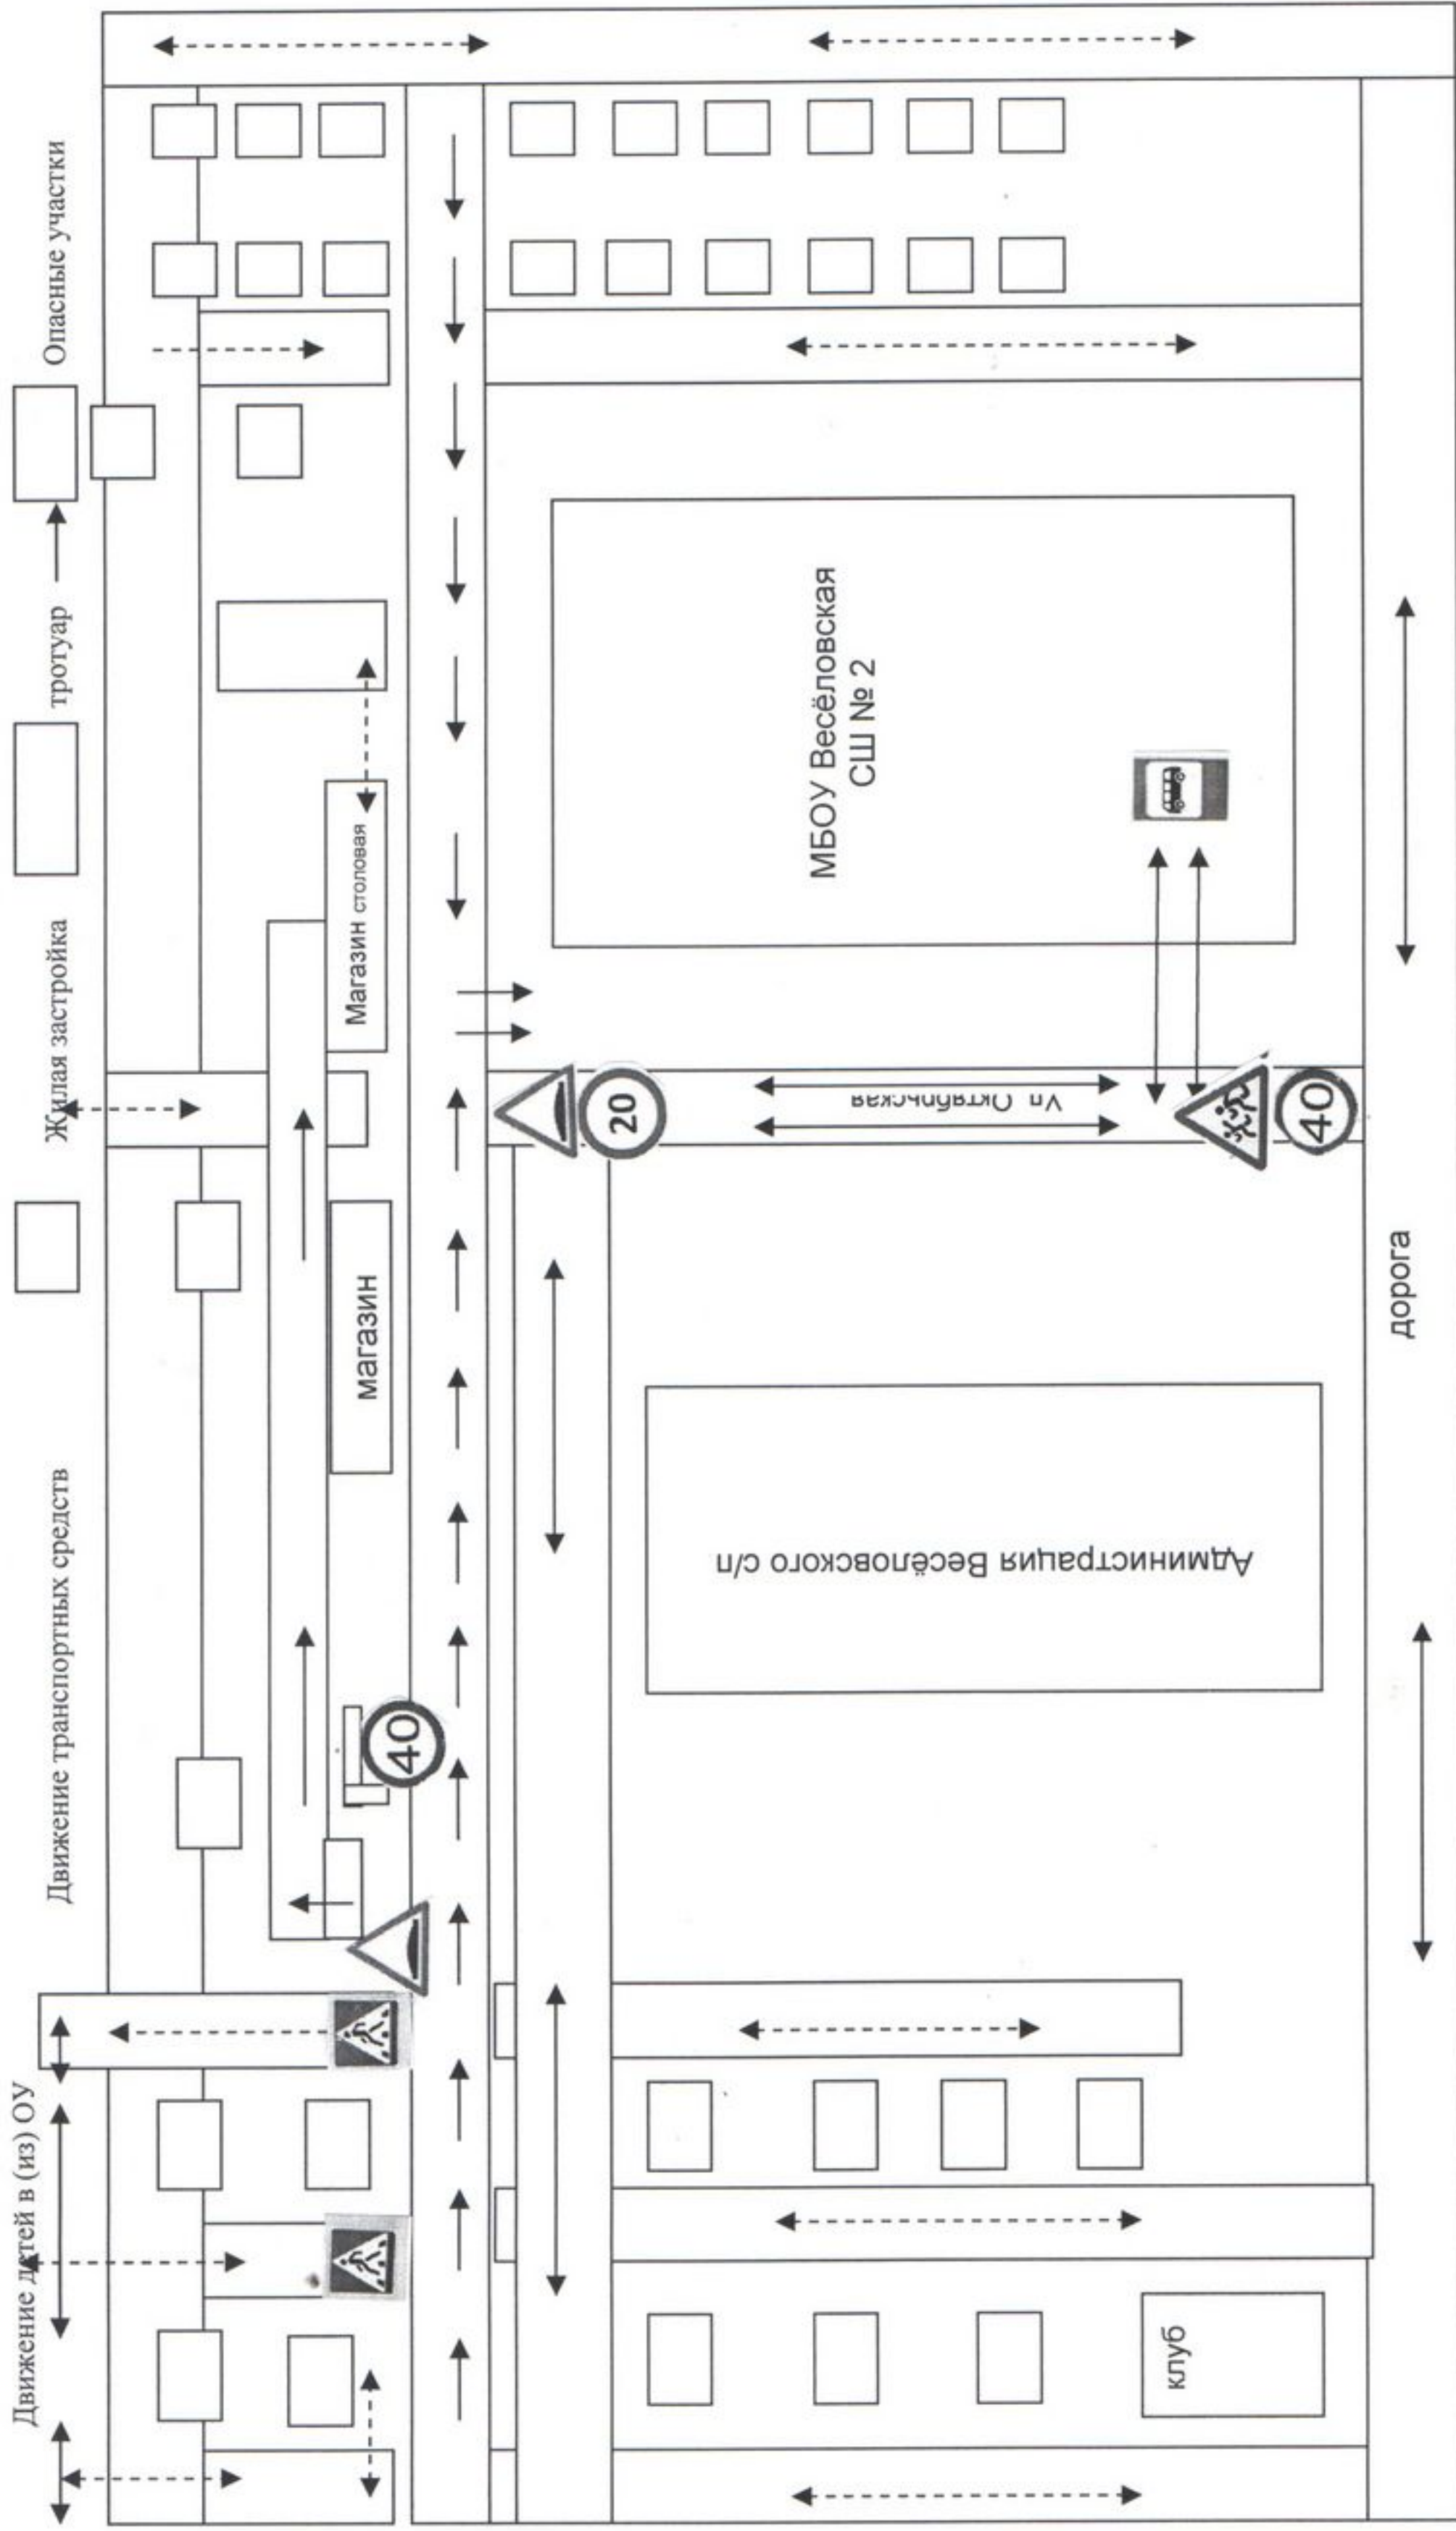 Движение детей в (из) ОУ
Движение транспортных средств
Жилая застройка
тротуар
Опасные участки
40
магазин
Магазин столовая
20
Ул Октябрьская
40
МБОУ Весёловская
СШ № 2
Администрация Весёловского с/п
клуб
дорога